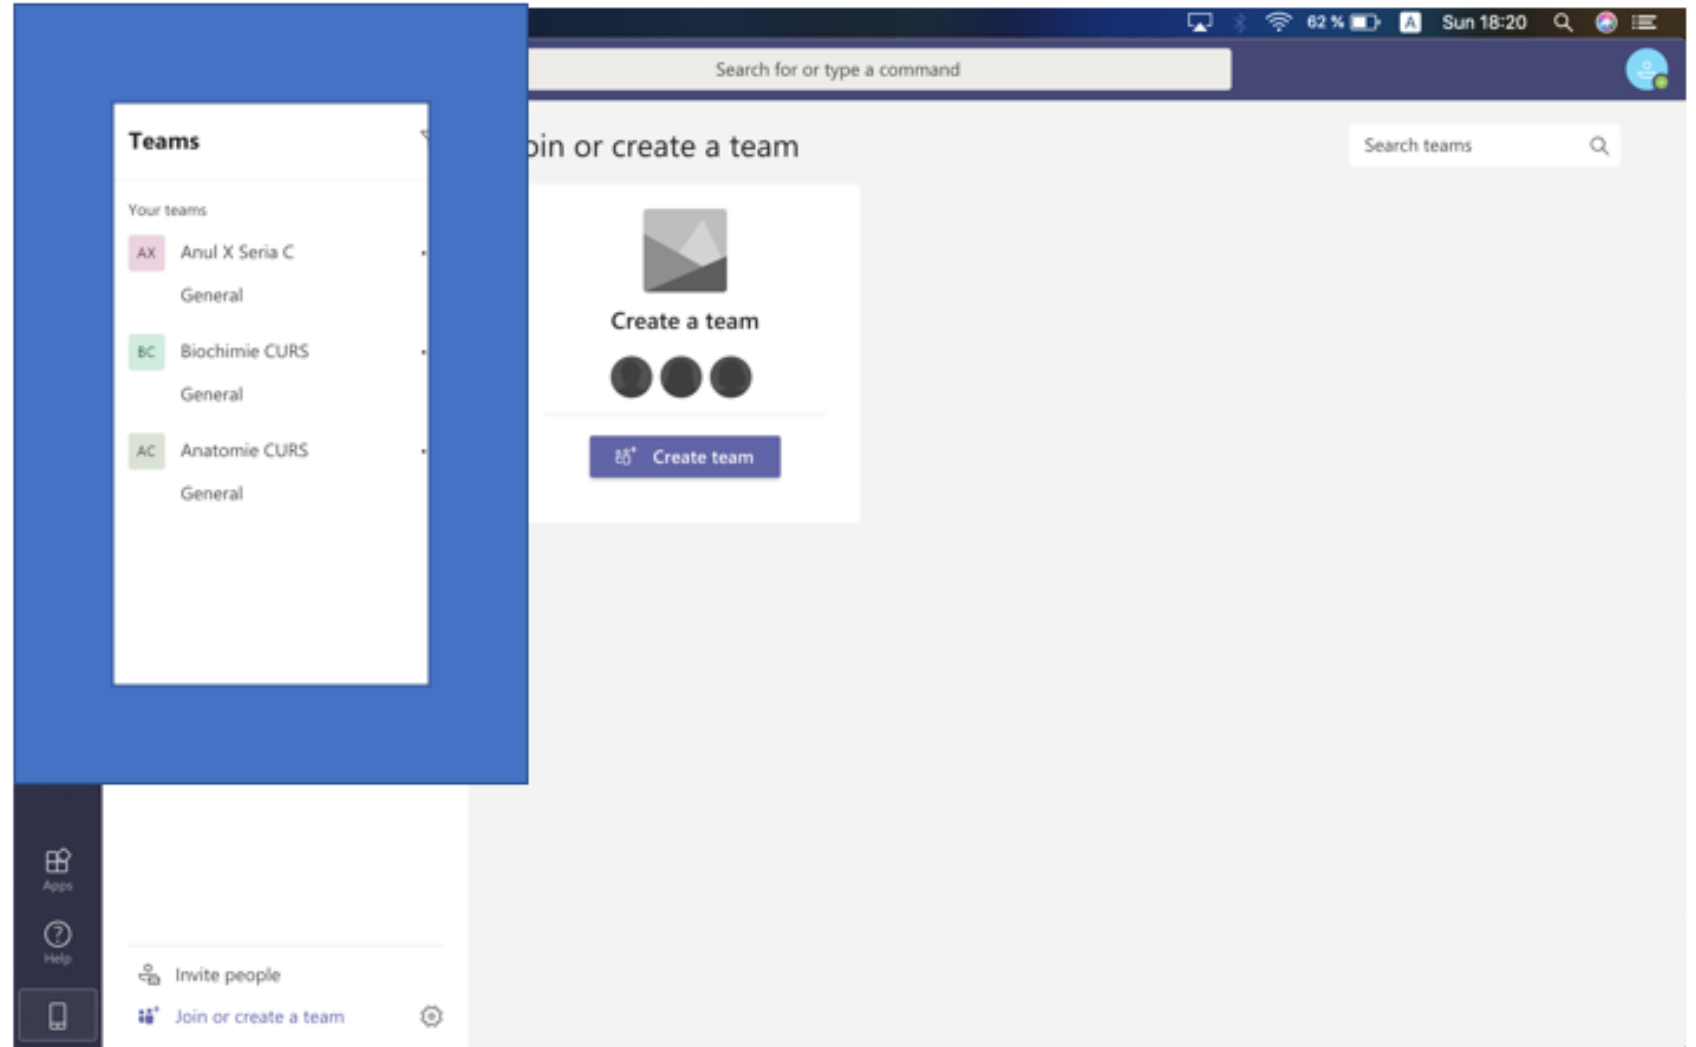 62 %
A
Sun 18:20
Search for or type a command
Teams
Your teams
AX Anul X Seria C
General
BC Biochimie CURS
General
AC Anatomie CURS
General
oin or create a team
Search teams
Create a team
Create team
Apps
Help
Invite people
Join or create a team